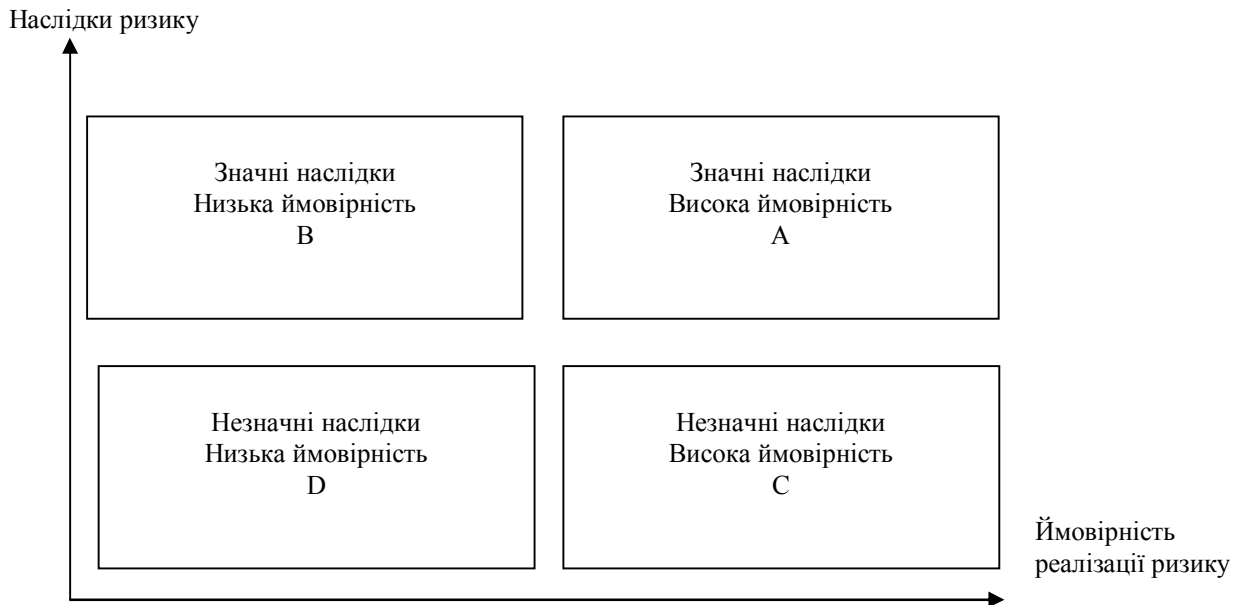 Наслідки ризику
Значні наслідки
Низька ймовірність
B
Значні наслідки
Висока ймовірність
A
Незначні наслідки
Низька ймовірність
D
Незначні наслідки
Висока ймовірність
C
Ймовірність
реалізації ризику